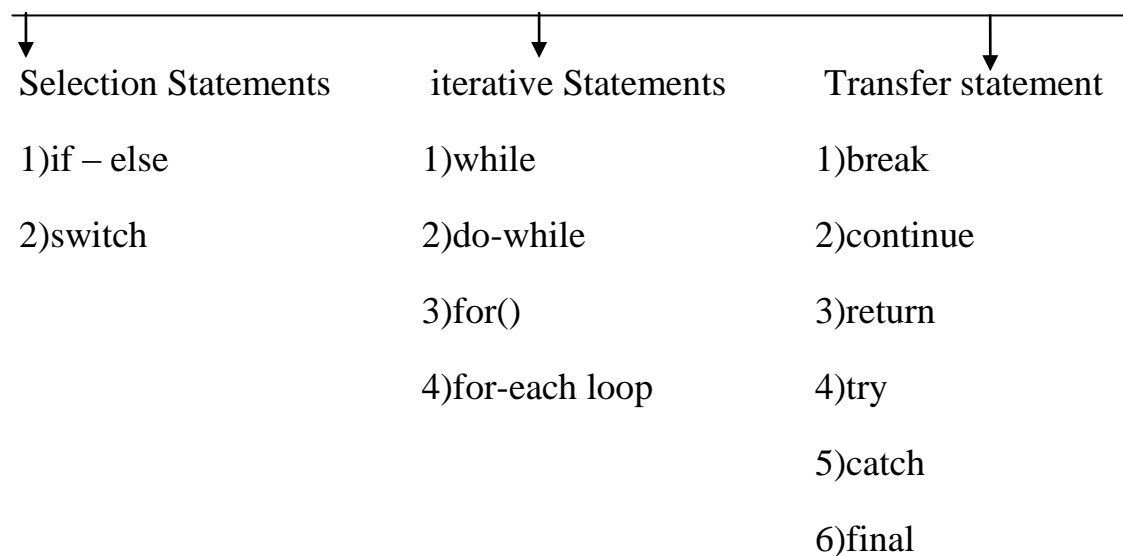 Selection Statements iterative Statements Transfer statement
1)if – else 1)while 1)break
2)switch 2)do-while 2)continue
3)for() 3)return
4)for-each loop 4)try
5)catch
6)final